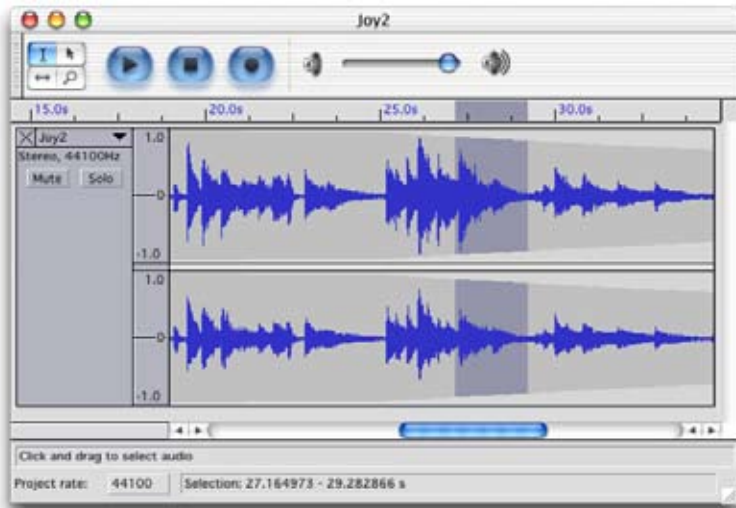 Joy2
15.0s 20.0s 25.0s 30.0s
Joy2
Stereo, 44100Hz
Mute Solo
1.0
0
-1.0
1.0
0
-1.0
Click and drag to select audio
Project rate: 44100 Selection: 27.164973 - 29.282866 s